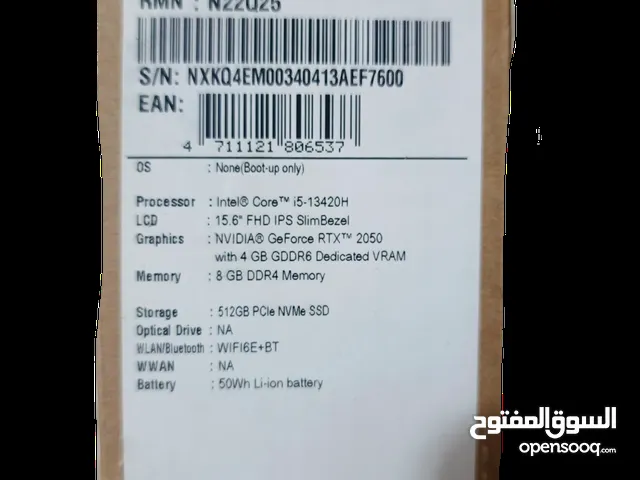 RMN : N22Q25
S/N: NXKQ4EM00340413AEF7600
EAN:
4 711121 806537
OS : None(Boot-up only)
Processor : Intel® Core™ i5-13420H
LCD : 15.6" FHD IPS SlimBezel
Graphics : NVIDIA® GeForce RTX™ 2050
with 4 GB GDDR6 Dedicated VRAM
Memory : 8 GB DDR4 Memory
Storage : 512GB PCIe NVMe SSD
Optical Drive : NA
WLAN/Bluetooth : WIFI6E+BT
WWAN : NA
Battery : 50Wh Li-ion battery
السوق المفتوح
opensooq.com